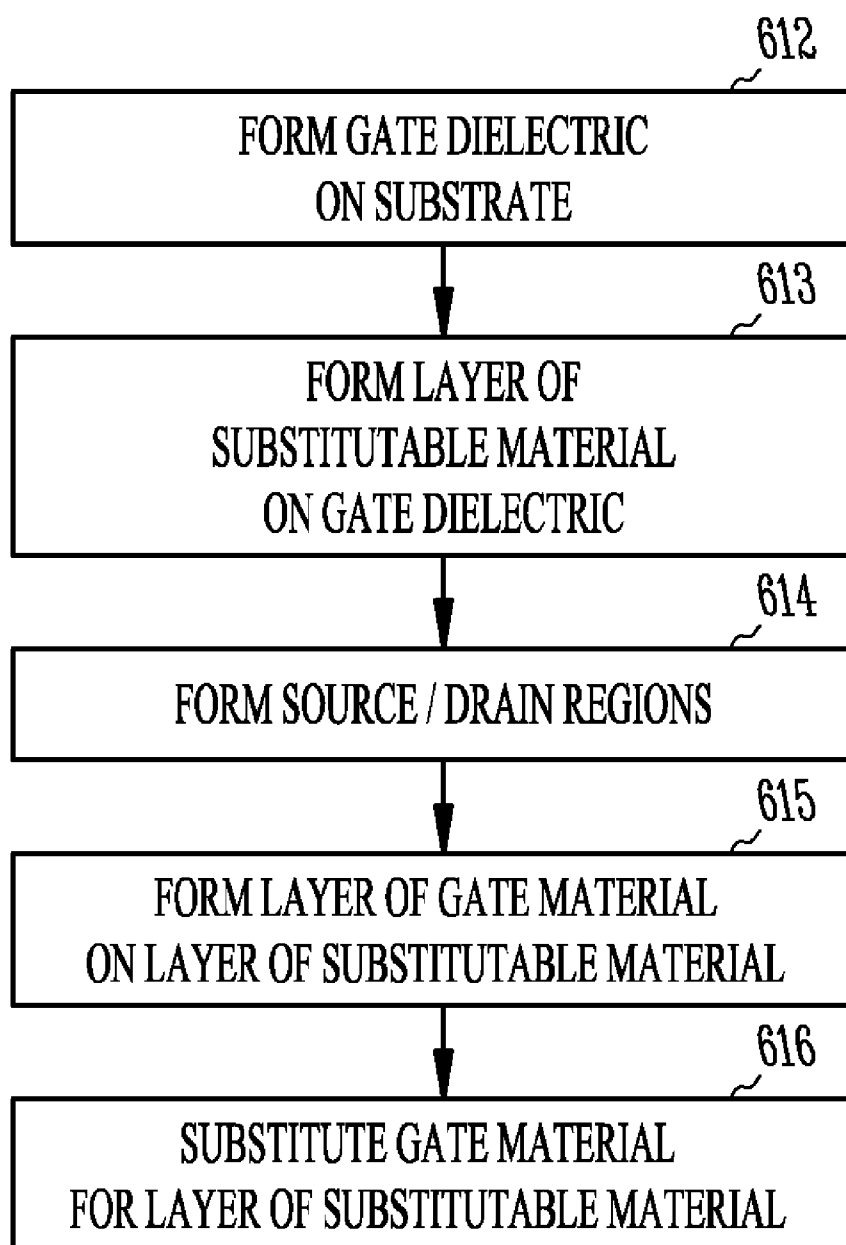 612
FORM GATE DIELECTRIC
ON SUBSTRATE
613
FORM LAYER OF
SUBSTITUTABLE MATERIAL
ON GATE DIELECTRIC
614
FORM SOURCE / DRAIN REGIONS
615
FORM LAYER OF GATE MATERIAL
ON LAYER OF SUBSTITUTABLE MATERIAL
616
SUBSTITUTE GATE MATERIAL
FOR LAYER OF SUBSTITUTABLE MATERIAL